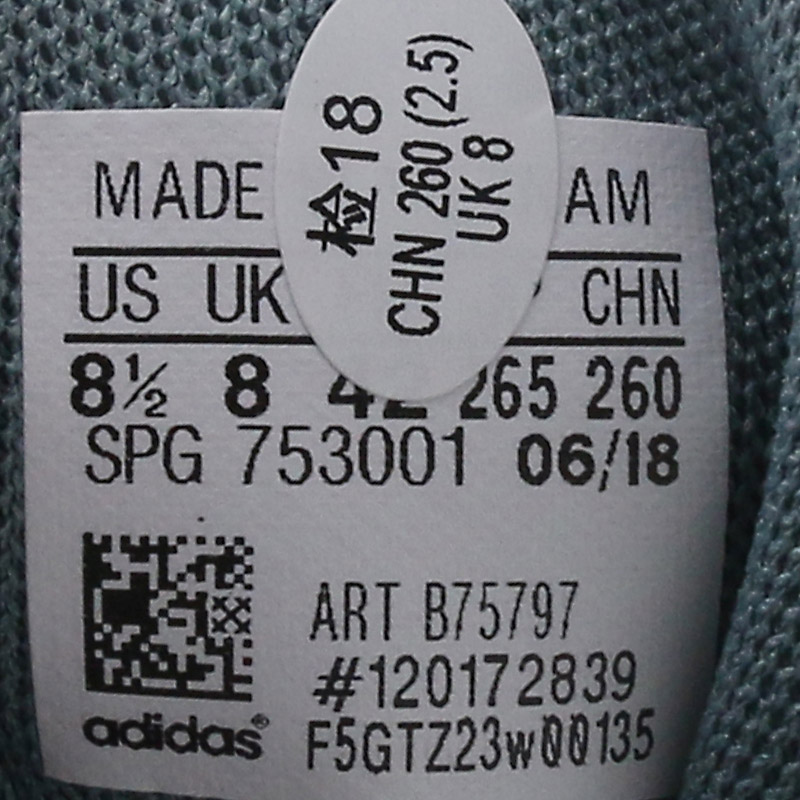 检18
CHN 260 (2.5)
UK 8
MADE AM
US UK CHN
8½ 8 42 265 260
SPG 753001 06/18
ART B75797
#120172839
adidas®
F5GTZ23w00135